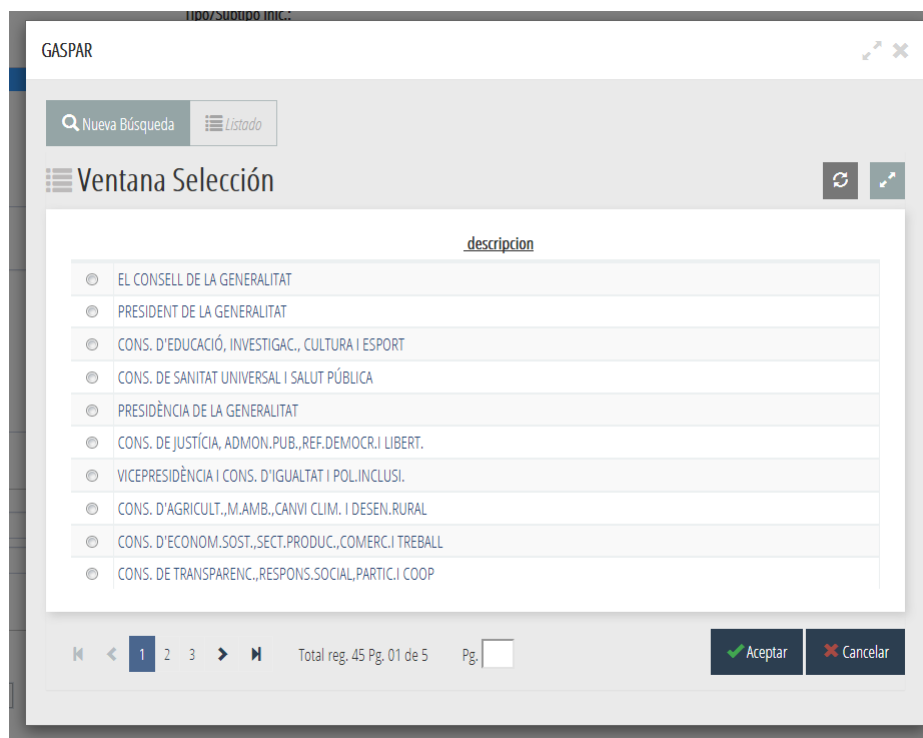 Tipo/Subtipo Inic.:
GASPAR
Nueva Búsqueda Listado
Ventana Selección
descripcion
EL CONSELL DE LA GENERALITAT
PRESIDENT DE LA GENERALITAT
CONS. D'EDUCACIÓ, INVESTIGAC., CULTURA I ESPORT
CONS. DE SANITAT UNIVERSAL I SALUT PÚBLICA
PRESIDÈNCIA DE LA GENERALITAT
CONS. DE JUSTÍCIA, ADMON.PUB.,REF.DEMOCR.I LIBERT.
VICEPRESIDÈNCIA I CONS. D'IGUALTAT I POL.INCLUSI.
CONS. D'AGRICULT.,M.AMB.,CANVI CLIM. I DESEN.RURAL
CONS. D'ECONOM.SOST.,SECT.PRODUC.,COMERC.I TREBALL
CONS. DE TRANSPARENC.,RESPONS.SOCIAL,PARTIC.I COOP
1 2 3 Total reg. 45 Pg. 01 de 5 Pg. Aceptar Cancelar